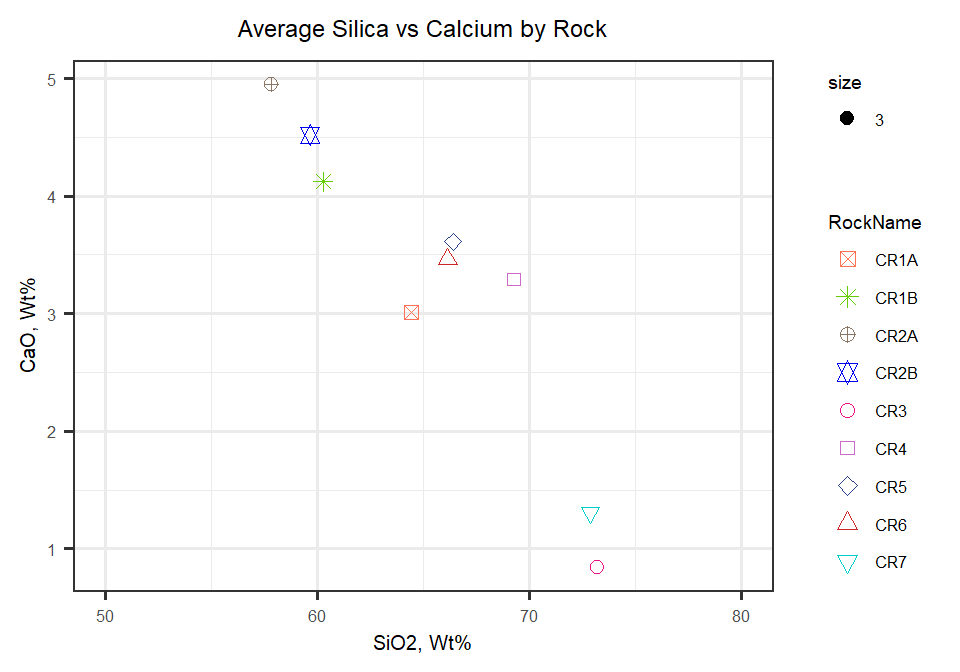 Average Silica vs Calcium by Rock
5
4
3
2
1
CaO, Wt%
50 60 70 80
SiO2, Wt%
size
3
RockName
CR1A
CR1B
CR2A
CR2B
CR3
CR4
CR5
CR6
CR7